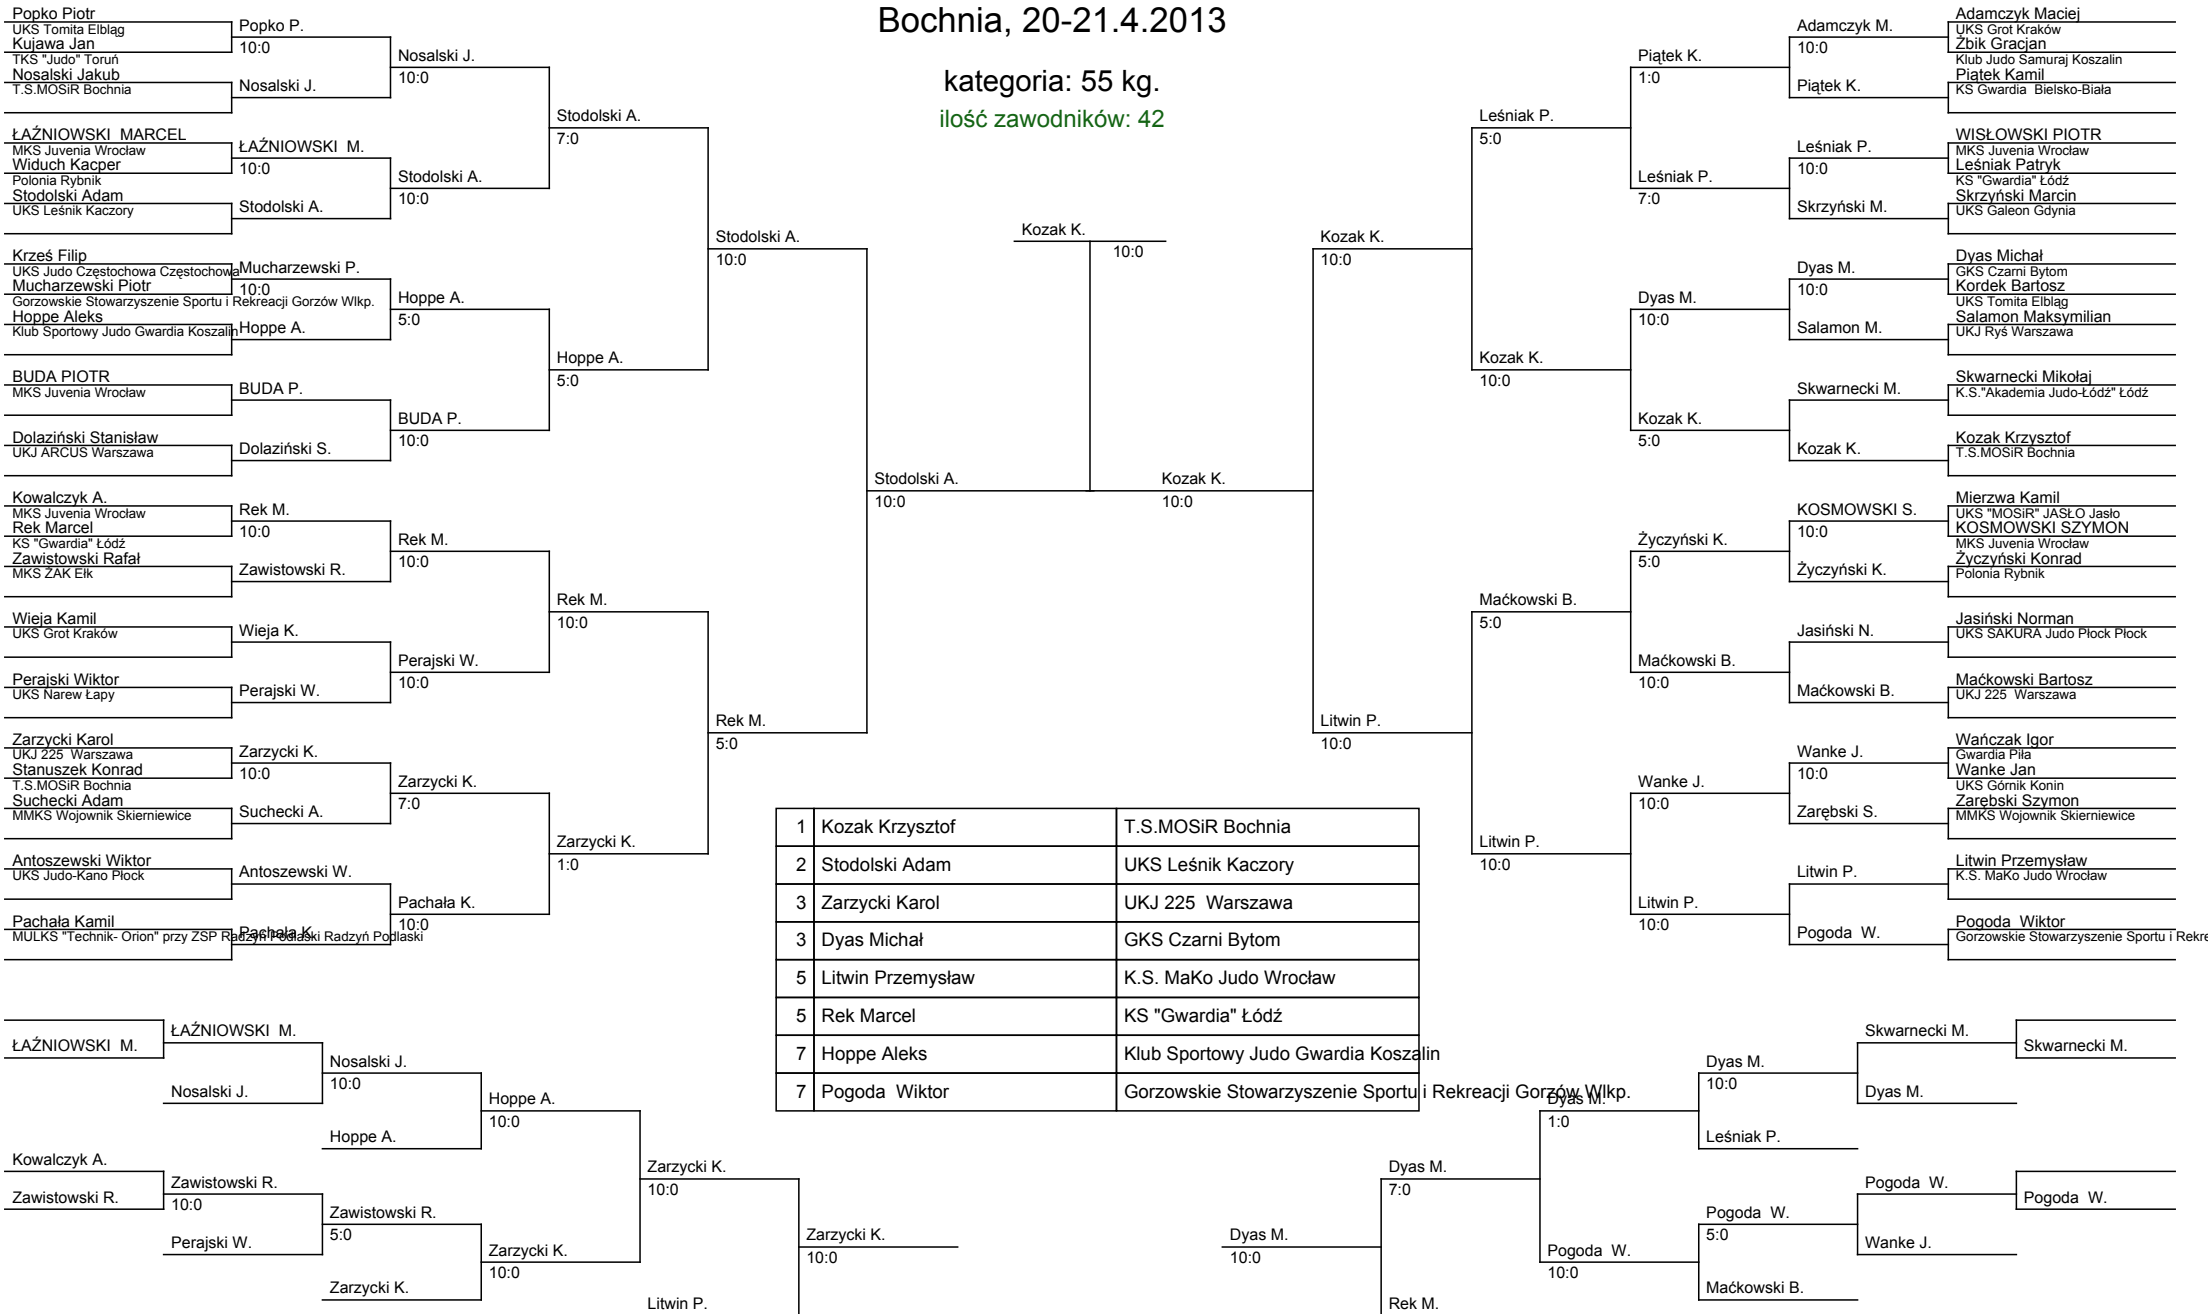 Bochnia, 20-21.4.2013
kategoria: 55 kg.
ilość zawodników: 42
Popko Piotr
UKS Tomita Elbląg
Kujawa Jan
TKS "Judo" Toruń
Nosalski Jakub
T.S.MOSiR Bochnia
ŁAŹNIOWSKI MARCEL
MKS Juvenia Wrocław
Widuch Kacper
Polonia Rybnik
Stodolski Adam
UKS Leśnik Kaczory
Krześ Filip
UKS Judo Częstochowa Częstochowa
Mucharzewski Piotr
Gorzowskie Stowarzyszenie Sportu i Rekreacji Gorzów Wlkp.
Hoppe Aleks
Klub Sportowy Judo Gwardia Koszalin
BUDA PIOTR
MKS Juvenia Wrocław
Dolaziński Stanisław
UKJ ARCUS Warszawa
Kowalczyk A.
MKS Juvenia Wrocław
Rek Marcel
KS "Gwardia" Łódź
Zawistowski Rafał
MKS ŻAK Ełk
Wieja Kamil
UKS Grot Kraków
Perajski Wiktor
UKS Narew Łapy
Zarzycki Karol
UKJ 225 Warszawa
Stanuszek Konrad
T.S.MOSiR Bochnia
Suchecki Adam
MMKS Wojownik Skierniewice
Antoszewski Wiktor
UKS Judo-Kano Płock
Pachała Kamil
MULKS "Technik- Orion" przy ZSP Radzyń Podlaski Radzyń Podlaski
Popko P.
10:0
Nosalski J.
ŁAŹNIOWSKI M.
10:0
Stodolski A.
Mucharzewski P.
10:0
Hoppe A.
BUDA P.
Dolaziński S.
Rek M.
10:0
Zawistowski R.
Wieja K.
Perajski W.
Zarzycki K.
10:0
Suchecki A.
Antoszewski W.
Pachała K.
Nosalski J.
10:0
Stodolski A.
10:0
Hoppe A.
5:0
BUDA P.
10:0
Rek M.
10:0
Perajski W.
10:0
Zarzycki K.
7:0
Pachała K.
10:0
Stodolski A.
7:0
Hoppe A.
5:0
Rek M.
10:0
Zarzycki K.
1:0
Stodolski A.
10:0
Rek M.
5:0
Stodolski A.
10:0
Kozak K.
10:0
Kozak K.
10:0
Kozak K.
10:0
Litwin P.
10:0
Leśniak P.
5:0
Kozak K.
10:0
Maćkowski B.
5:0
Litwin P.
10:0
Piątek K.
1:0
Leśniak P.
7:0
Dyas M.
10:0
Kozak K.
5:0
Życzyński K.
5:0
Maćkowski B.
10:0
Wanke J.
10:0
Litwin P.
10:0
Adamczyk M.
10:0
Piątek K.
Leśniak P.
10:0
Skrzyński M.
Dyas M.
10:0
Salamon M.
Skwarnecki M.
Kozak K.
KOSMOWSKI S.
10:0
Życzyński K.
Jasiński N.
Maćkowski B.
Wanke J.
10:0
Zarębski S.
Litwin P.
Pogoda W.
Adamczyk Maciej
UKS Grot Kraków
Żbik Gracjan
Klub Judo Samuraj Koszalin
Piątek Kamil
KS Gwardia Bielsko-Biała
WISŁOWSKI PIOTR
MKS Juvenia Wrocław
Leśniak Patryk
KS "Gwardia" Łódź
Skrzyński Marcin
UKS Galeon Gdynia
Dyas Michał
GKS Czarni Bytom
Kordek Bartosz
UKS Tomita Elbląg
Salamon Maksymilian
UKJ Ryś Warszawa
Skwarnecki Mikołaj
K.S."Akademia Judo-Łódź" Łódź
Kozak Krzysztof
T.S.MOSiR Bochnia
Mierzwa Kamil
UKS "MOSiR" JASŁO Jasło
KOSMOWSKI SZYMON
MKS Juvenia Wrocław
Życzyński Konrad
Polonia Rybnik
Jasiński Norman
UKS SAKURA Judo Płock Płock
Maćkowski Bartosz
UKJ 225 Warszawa
Wańczak Igor
Gwardia Piła
Wanke Jan
UKS Górnik Konin
Zarębski Szymon
MMKS Wojownik Skierniewice
Litwin Przemysław
K.S. MaKo Judo Wrocław
Pogoda Wiktor
Gorzowskie Stowarzyszenie Sportu i Rekre
1 Kozak Krzysztof T.S.MOSiR Bochnia
2 Stodolski Adam UKS Leśnik Kaczory
3 Zarzycki Karol UKJ 225 Warszawa
3 Dyas Michał GKS Czarni Bytom
5 Litwin Przemysław K.S. MaKo Judo Wrocław
5 Rek Marcel KS "Gwardia" Łódź
7 Hoppe Aleks Klub Sportowy Judo Gwardia Koszalin
7 Pogoda Wiktor Gorzowskie Stowarzyszenie Sportu i Rekreacji Gorzów Wlkp.
ŁAŹNIOWSKI M.
Kowalczyk A.
Zawistowski R.
ŁAŹNIOWSKI M.
Nosalski J.
Zawistowski R.
10:0
Perajski W.
Nosalski J.
10:0
Hoppe A.
Zawistowski R.
5:0
Zarzycki K.
Hoppe A.
10:0
Zarzycki K.
10:0
Zarzycki K.
10:0
Litwin P.
Zarzycki K.
10:0
Dyas M.
10:0
Dyas M.
7:0
Rek M.
Dyas M.
1:0
Pogoda W.
10:0
Dyas M.
10:0
Leśniak P.
Pogoda W.
5:0
Maćkowski B.
Skwarnecki M.
Dyas M.
Pogoda W.
Wanke J.
Skwarnecki M.
Pogoda W.